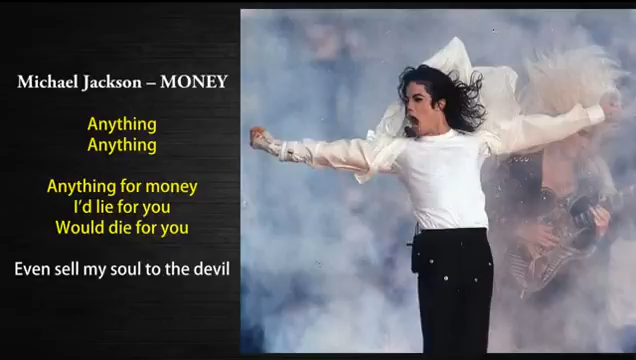 Michael Jackson – MONEY
Anything
Anything
Anything for money
I’d lie for you
Would die for you
Even sell my soul to the devil